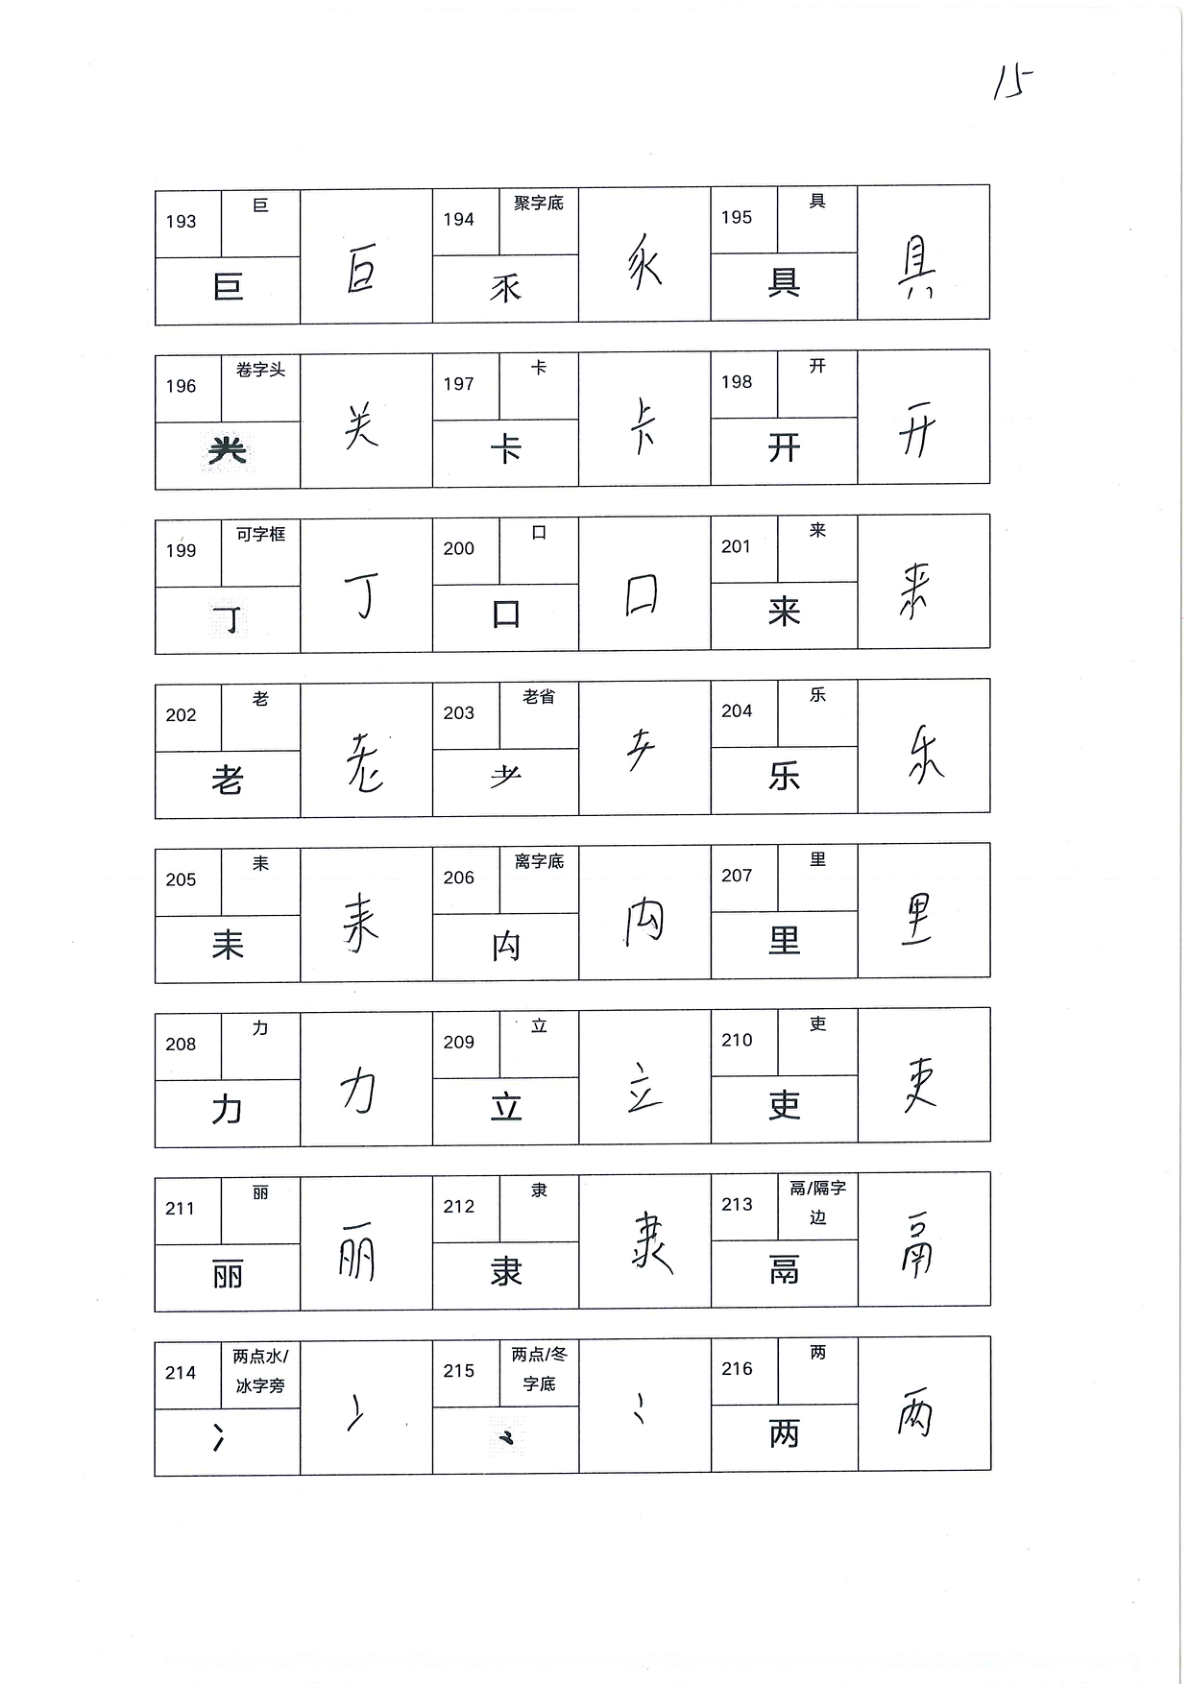 15
193 巨 巨 巨 194 聚字底 乑 乑 195 具 具 具
196 卷字头 龹 龹 197 卡 卡 卡 198 开 开 开
199 可字框 丁 丁 200 口 口 口 201 来 来 来
202 老 老 老 203 老省 耂 耂 204 乐 乐 乐
205 耒 耒 耒 206 离字底 禸 禸 207 里 里 里
208 力 力 力 209 立 立 立 210 吏 吏 吏
211 丽 丽 丽 212 隶 隶 隶 213 鬲/隔字边 鬲 鬲
214 两点水/冰字旁 冫 冫 215 两点/冬字底 ⺀ ⺀ 216 两 两 两